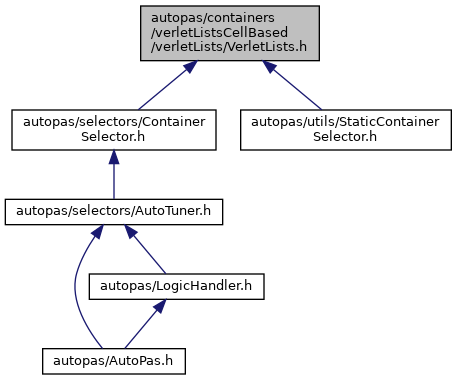 autopas/containers
/verletListsCellBased
/verletLists/VerletLists.h
autopas/selectors/Container
Selector.h
autopas/utils/StaticContainer
Selector.h
autopas/selectors/AutoTuner.h
autopas/LogicHandler.h
autopas/AutoPas.h